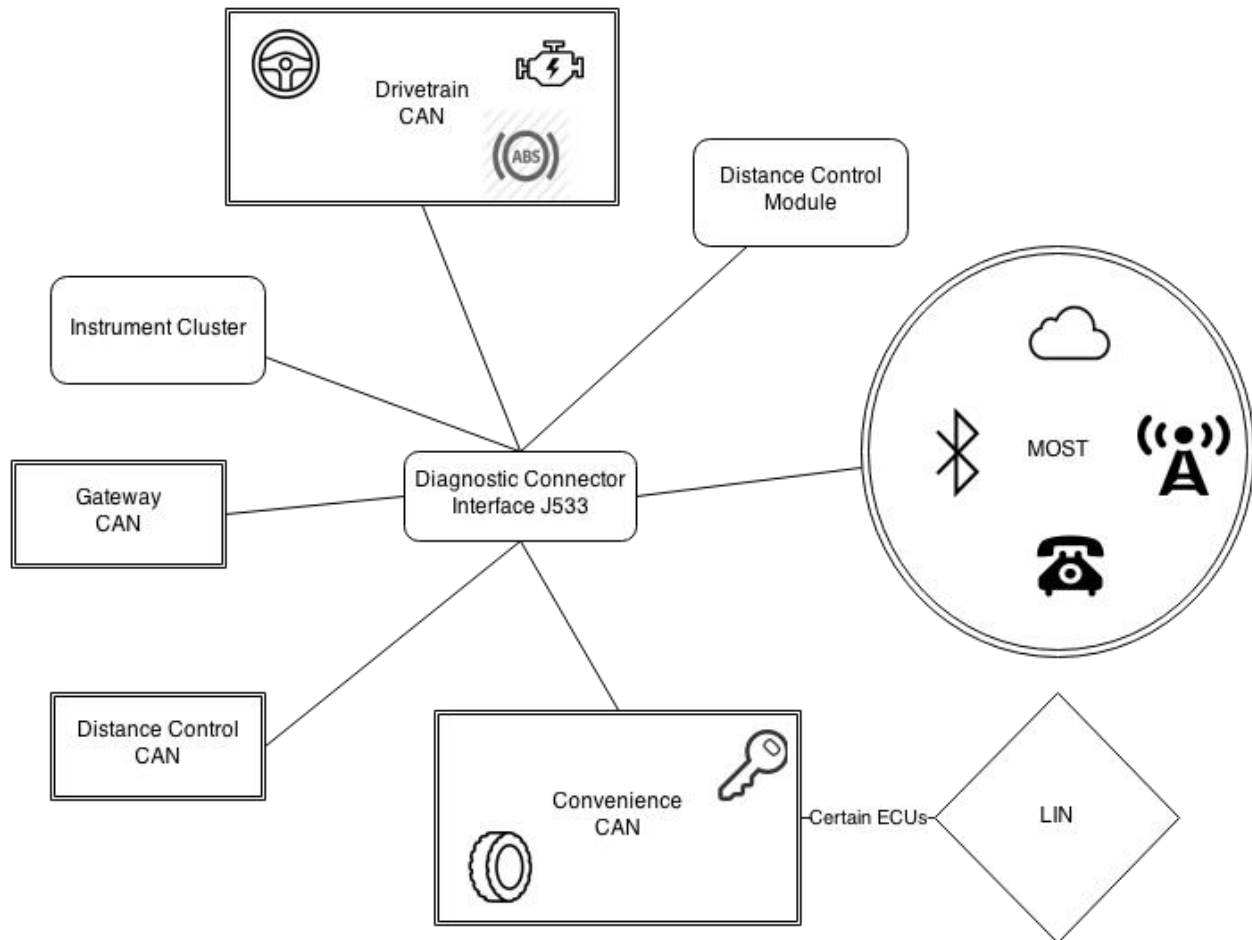 Drivetrain
CAN
ABS
Distance Control
Module
Instrument Cluster
Gateway
CAN
Diagnostic Connector
Interface J533
MOST
Distance Control
CAN
Convenience
CAN
Certain ECUs
LIN